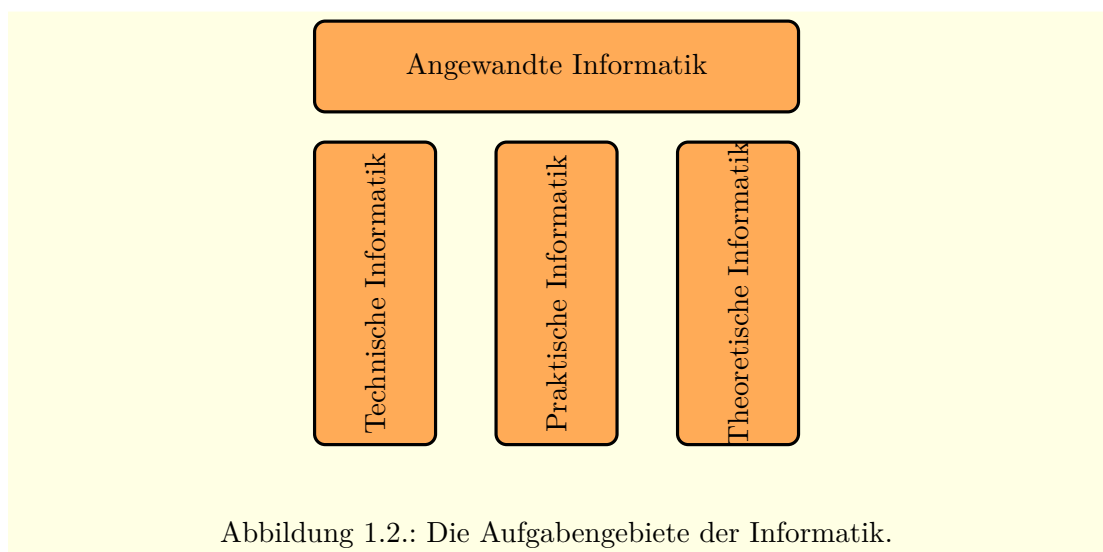 Angewandte Informatik
Technische Informatik
Praktische Informatik
Theoretische Informatik
Abbildung 1.2.: Die Aufgabengebiete der Informatik.